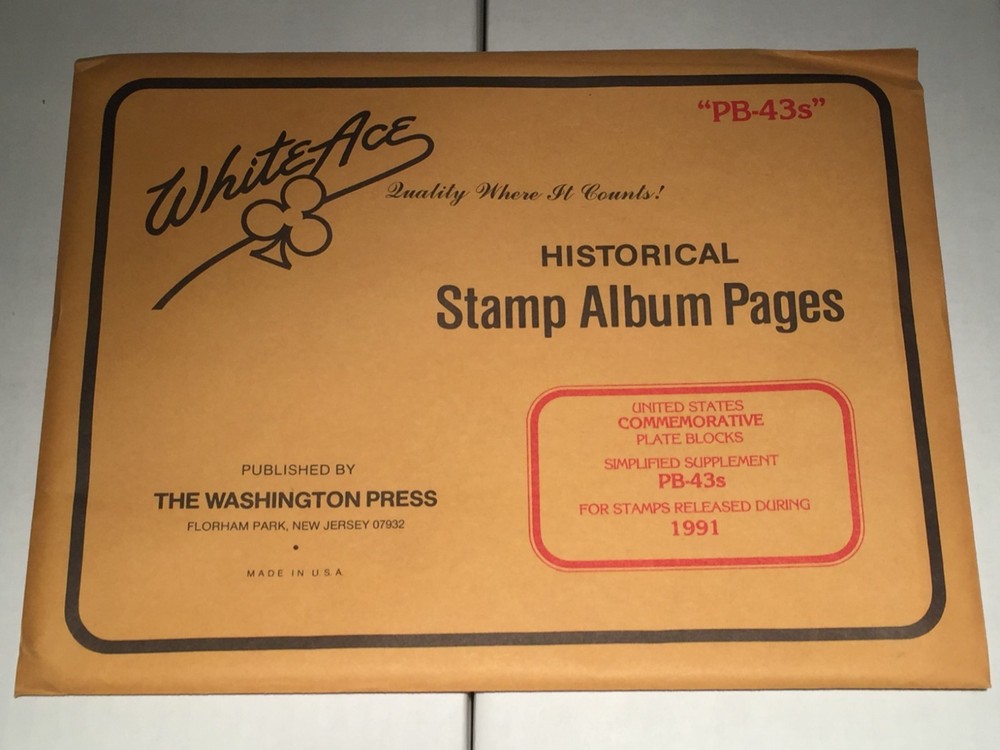 "PB-43s"
White Ace
Quality Where It Counts!
HISTORICAL
Stamp Album Pages
UNITED STATES
COMMEMORATIVE
PLATE BLOCKS
SIMPLIFIED SUPPLEMENT
PB-43s
FOR STAMPS RELEASED DURING
1991
PUBLISHED BY
THE WASHINGTON PRESS
FLORHAM PARK, NEW JERSEY 07932
•
MADE IN U.S.A.